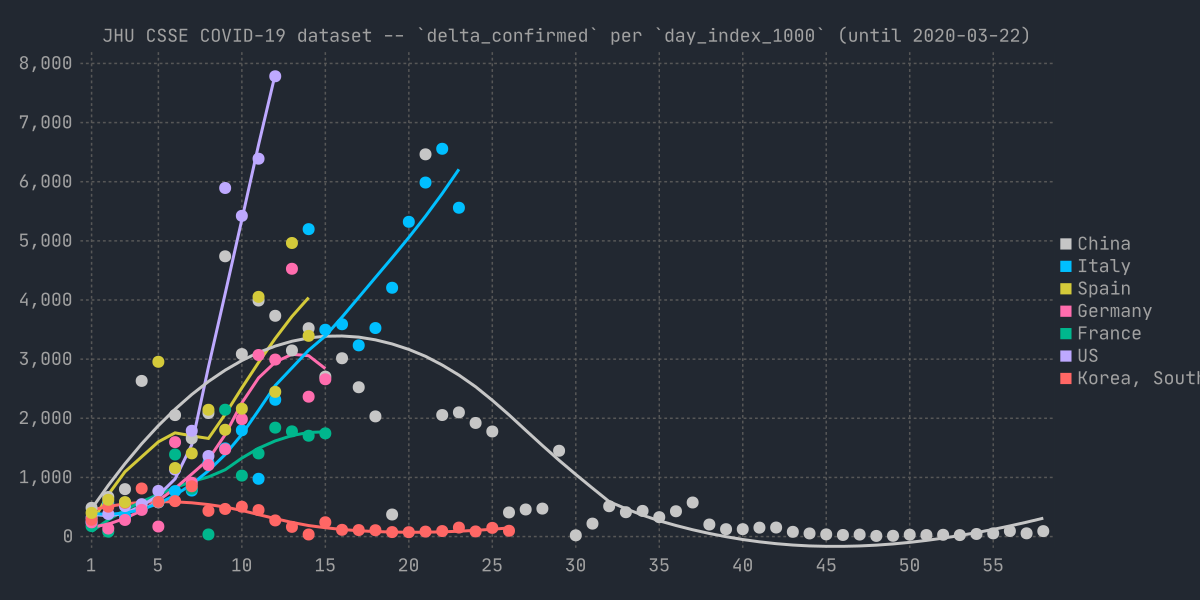 JHU CSSE COVID-19 dataset -- `delta_confirmed` per `day_index_1000` (until 2020-03-22)
8,000
7,000
6,000
5,000
4,000
3,000
2,000
1,000
0
1 5 10 15 20 25 30 35 40 45 50 55
China
Italy
Spain
Germany
France
US
Korea, South